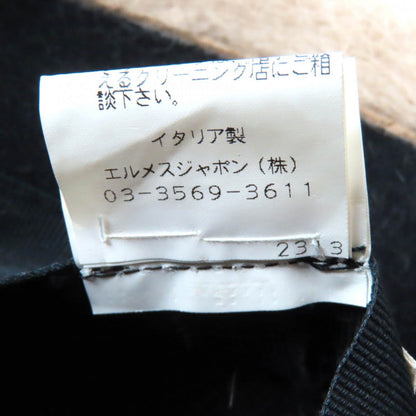 えるクリーニング店にご相
談下さい。
イタリア製
エルメスジャポン(株)
03-3569-3611
2313